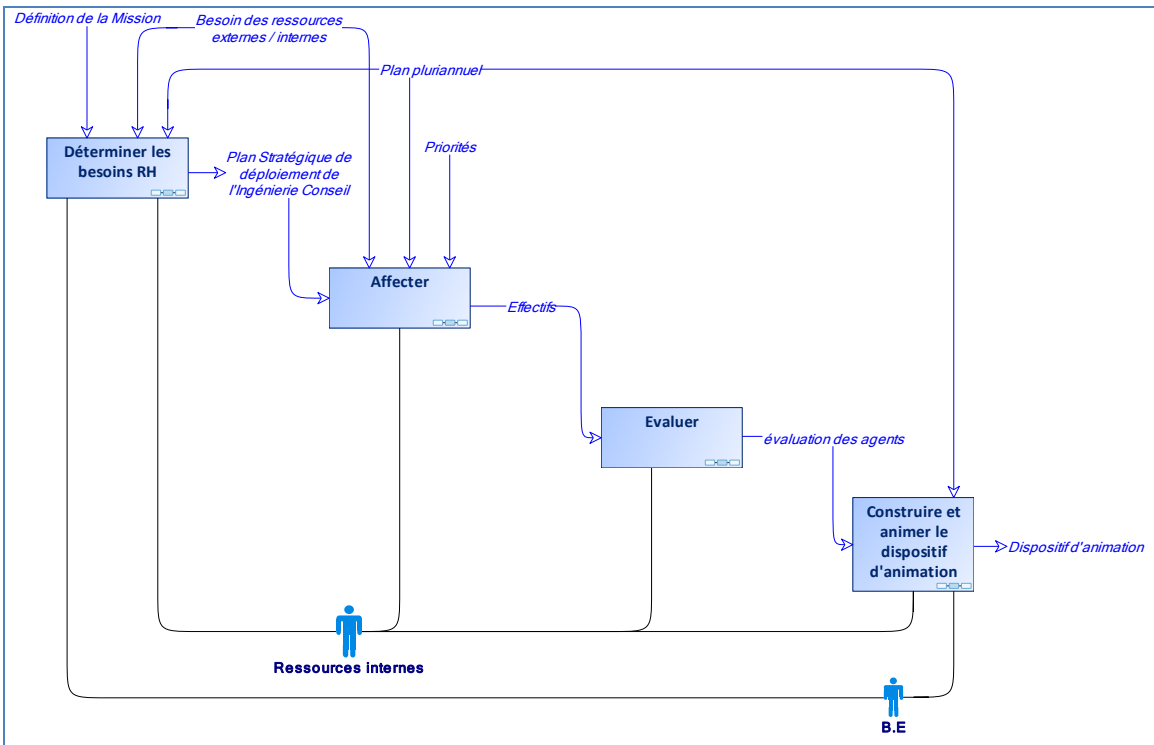 Définition de la Mission
Besoin des ressources
externes / internes
Plan pluriannuel
Priorités
Déterminer les
besoins RH
Plan Stratégique de
déploiement de
l'Ingénierie Conseil
Affecter
Effectifs
Evaluer
évaluation des agents
Construire et
animer le
dispositif
d'animation
Dispositif d'animation
Ressources internes
B.E